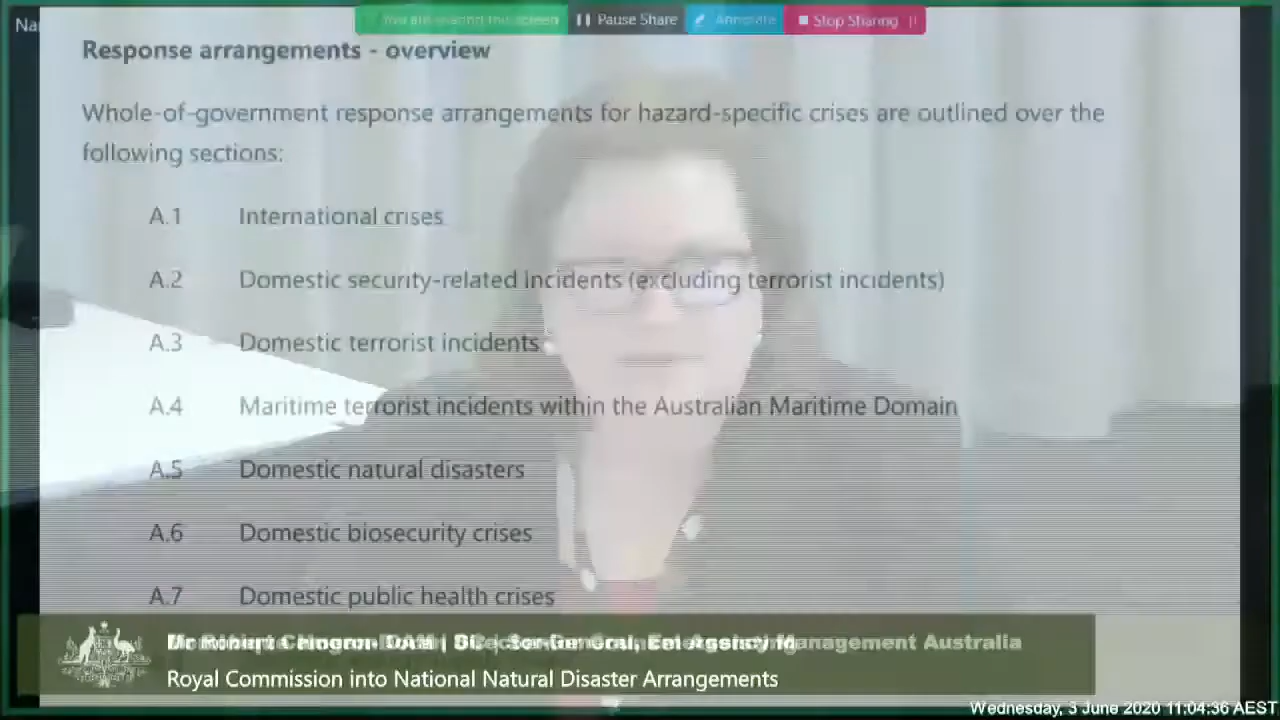 Na
You are sharing this screen
Pause Share
Annotate
Stop Sharing
Response arrangements - overview
Whole-of-government response arrangements for hazard-specific crises are outlined over the
following sections:
A.1 International crises
A.2 Domestic security-related incidents (excluding terrorist incidents)
A.3 Domestic terrorist incidents
A.4 Maritime terrorist incidents within the Australian Maritime Domain
A.5 Domestic natural disasters
A.6 Domestic biosecurity crises
A.7 Domestic public health crises
Management Australia
Royal Commission into National Natural Disaster Arrangements
Wednesday, 3 June 2020 11:04:36 AEST